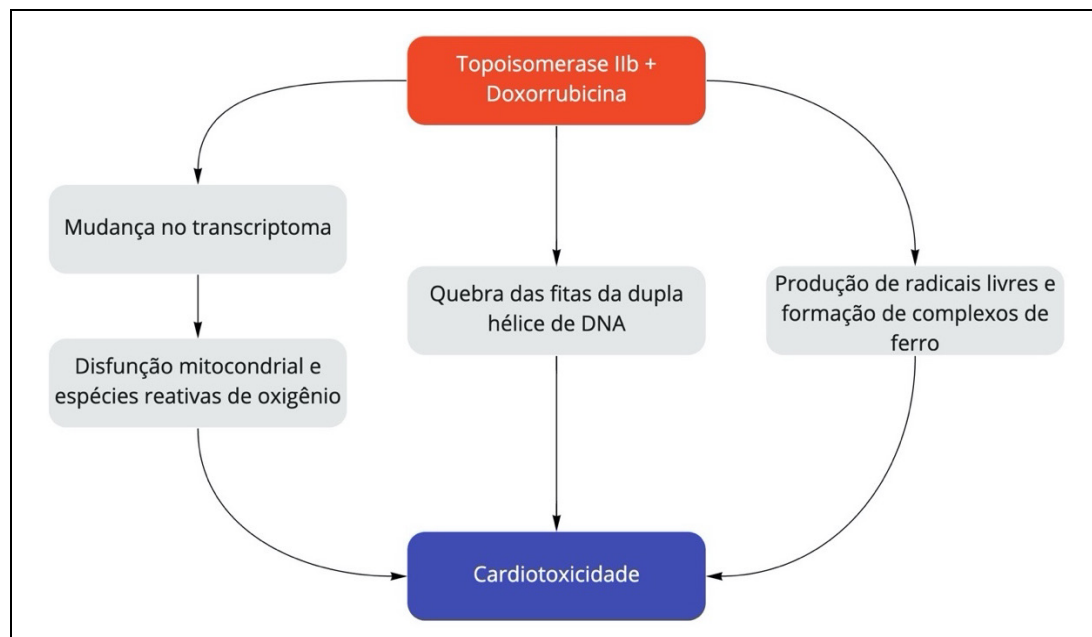 Topoisomerase IIb +
Doxorrubicina
Mudança no transcriptoma
Disfunção mitocondrial e
espécies reativas de oxigênio
Quebra das fitas da dupla
hélice de DNA
Produção de radicais livres e
formação de complexos de
ferro
Cardiotoxicidade